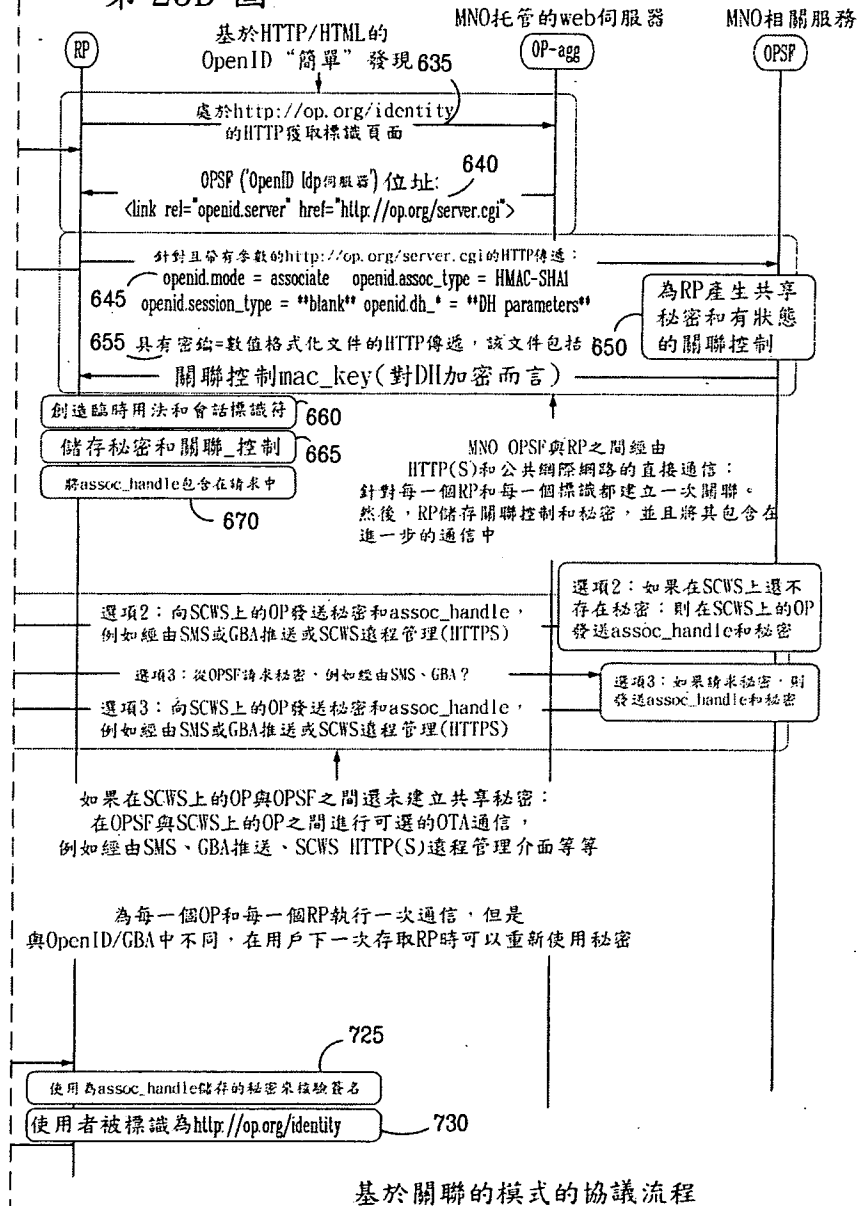 第 20B 圖
MNO托管的web伺服器
MNO相關服務
RP
基於HTTP/HTML的
OpenID “簡單” 發現 635
OP-agg
OPSF
處於http://op.org/identity
的HTTP獲取標識頁面
640
OPSF ('OpenID Idp伺服器') 位址:
<link rel="openid.server" href="http://op.org/server.cgi">
針對且帶有參數的http://op.org/server.cgi的HTTP傳遞：
openid.mode = associate openid.assoc_type = HMAC-SHA1
645 openid.session_type = "blank" openid.dh_* = "DH parameters"
為RP產生共享
秘密和有狀態
的關聯控制
650
655 具有密鑰=數值格式化文件的HTTP傳遞，該文件包括
關聯控制mac_key(對DH加密而言)
創造臨時用法和會話標識符 660
儲存秘密和關聯_控制 665
將assoc_handle包含在請求中
670
MNO OPSF與RP之間經由
HTTP(S)和公共網際網路的直接通信：
針對每一個RP和每一個標識都建立一次關聯。
然後，RP儲存關聯控制和秘密，並且將其包含在
進一步的通信中
選項2：向SCWS上的OP發送秘密和assoc_handle，
例如經由SMS或GBA推送或SCWS遠程管理(HTTPS)
選項2：如果在SCWS上還不
存在秘密：則在SCWS上的OP
發送assoc_handle和秘密
選項3：從OPSF請求秘密，例如經由SMS、GBA？
選項3：如果請求秘密，則
發送assoc_handle和秘密
選項3：向SCWS上的OP發送秘密和assoc_handle，
例如經由SMS或GBA推送或SCWS遠程管理(HTTPS)
如果在SCWS上的OP與OPSF之間還未建立共享秘密：
在OPSF與SCWS上的OP之間進行可選的OTA通信，
例如經由SMS、GBA推送、SCWS HTTP(S)遠程管理介面等等
為每一個OP和每一個RP執行一次通信，但是
與OpenID/GBA中不同，在用戶下一次存取RP時可以重新使用秘密
725
使用為assoc_handle儲存的秘密來核驗簽名
使用者被標識為http://op.org/identity 730
基於關聯的模式的協議流程